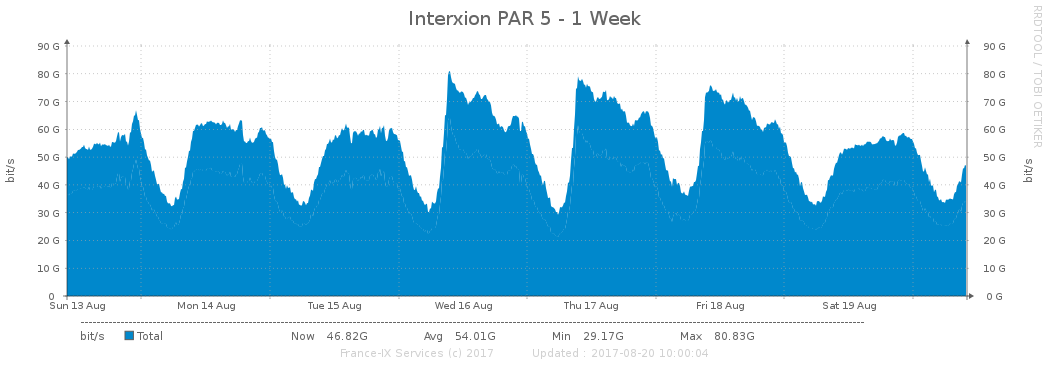 Interxion PAR 5 - 1 Week
RRDTOOL / TOBI OETIKER
bit/s
90 G 90 G
80 G 80 G
70 G 70 G
60 G 60 G
50 G 50 G
40 G 40 G
30 G 30 G
20 G 20 G
10 G 10 G
0 0 G
bit/s
Sun 13 Aug Mon 14 Aug Tue 15 Aug Wed 16 Aug Thu 17 Aug Fri 18 Aug Sat 19 Aug
bit/s Total Now 46.82G Avg 54.01G Min 29.17G Max 80.83G
France-IX Services (c) 2017 Updated : 2017-08-20 10:00:04